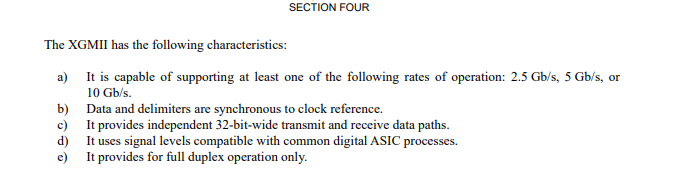 SECTION FOUR
The XGMII has the following characteristics:
a) It is capable of supporting at least one of the following rates of operation: 2.5 Gb/s, 5 Gb/s, or
10 Gb/s.
b) Data and delimiters are synchronous to clock reference.
c) It provides independent 32-bit-wide transmit and receive data paths.
d) It uses signal levels compatible with common digital ASIC processes.
e) It provides for full duplex operation only.